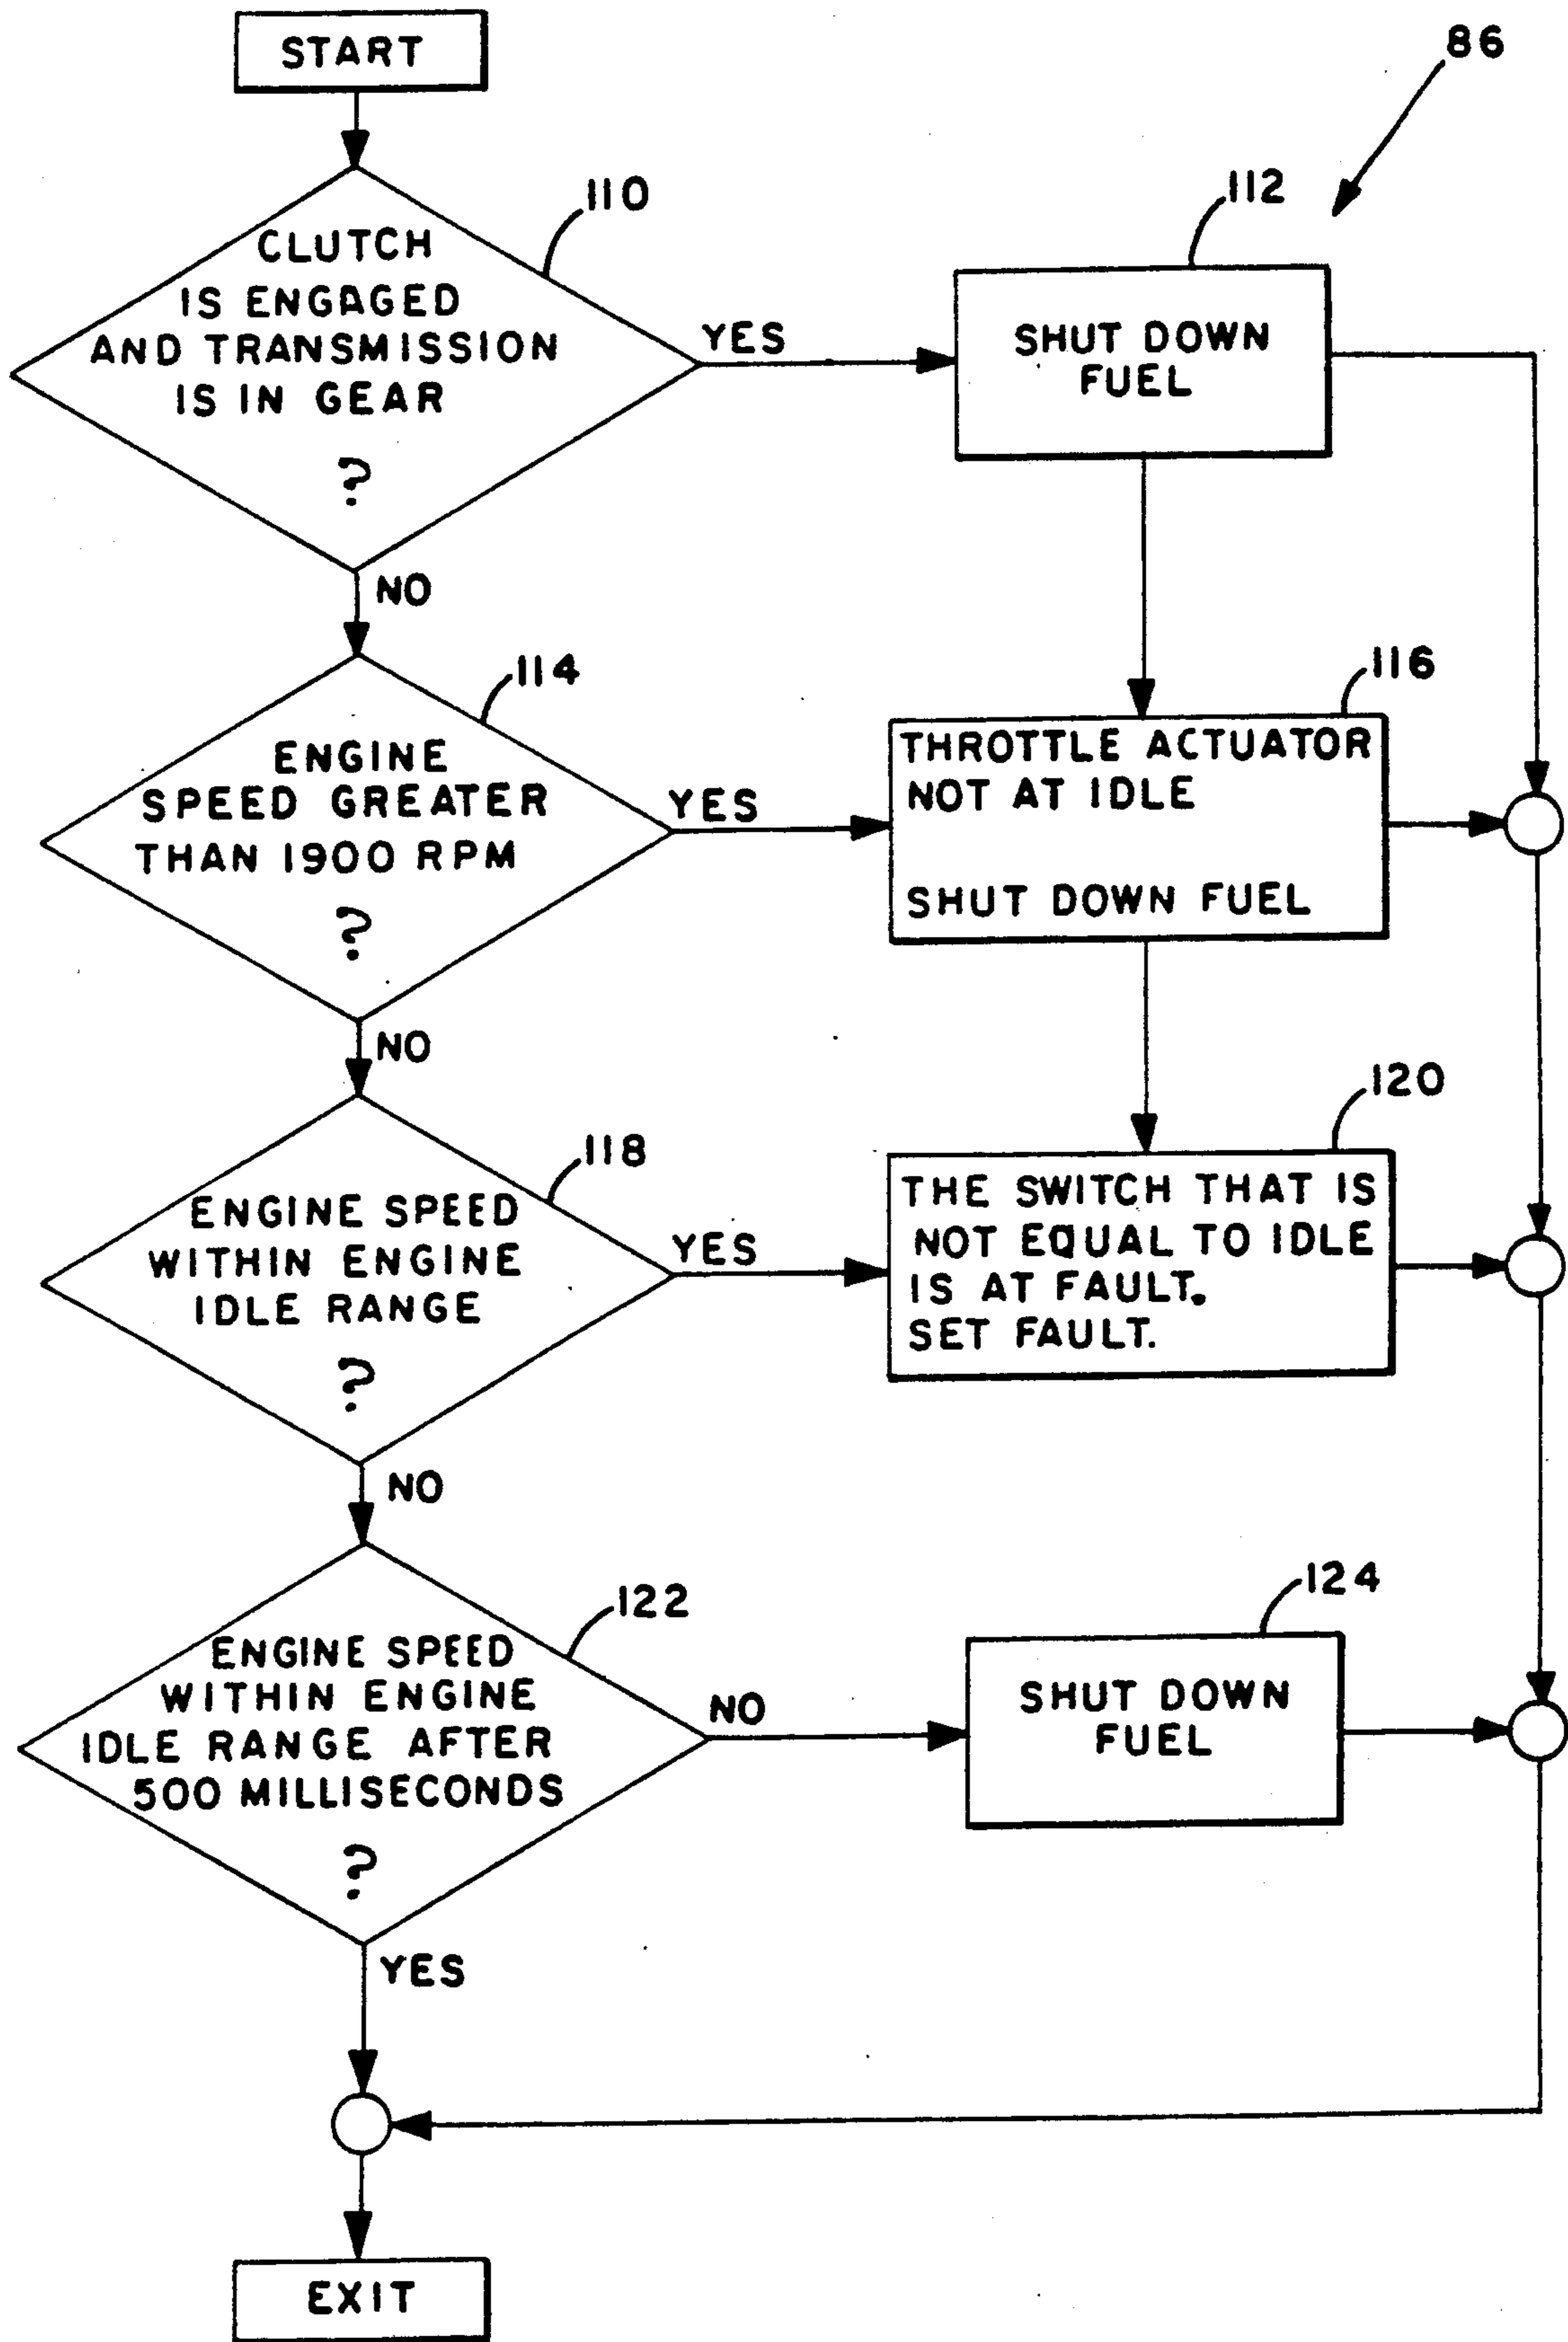 START
86
110
CLUTCH
IS ENGAGED
AND TRANSMISSION
IS IN GEAR
?
YES
112
SHUT DOWN
FUEL
NO
114
ENGINE
SPEED GREATER
THAN 1900 RPM
?
YES
116
THROTTLE ACTUATOR
NOT AT IDLE
SHUT DOWN FUEL
NO
118
ENGINE SPEED
WITHIN ENGINE
IDLE RANGE
?
YES
120
THE SWITCH THAT IS
NOT EQUAL TO IDLE
IS AT FAULT.
SET FAULT.
NO
122
ENGINE SPEED
WITHIN ENGINE
IDLE RANGE AFTER
500 MILLISECONDS
?
NO
124
SHUT DOWN
FUEL
YES
EXIT